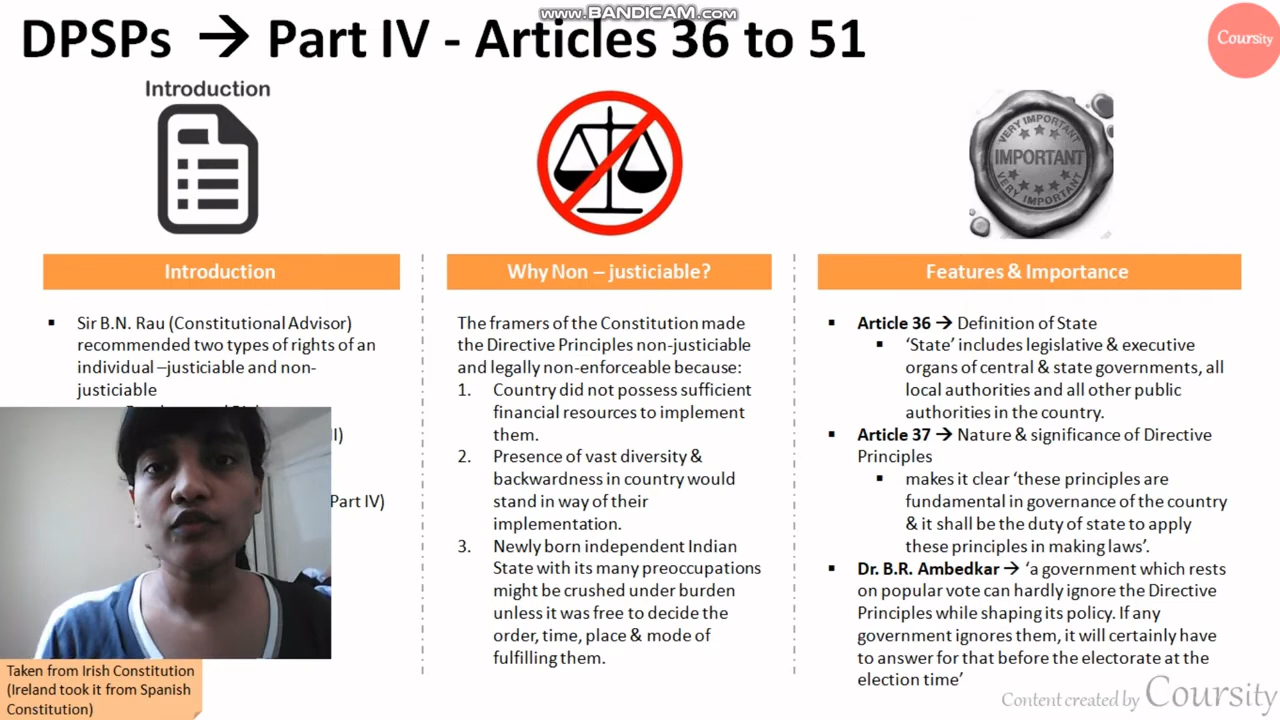 www.BANDICAM.com
DPSPs → Part IV - Articles 36 to 51
Coursity
Introduction
VERY IMPORTANT
IMPORTANT
VERY IMPORTANT
Introduction
▪ Sir B.N. Rau (Constitutional Advisor)
recommended two types of rights of an
individual –justiciable and non-
justiciable
I)
Part IV)
Taken from Irish Constitution
(Ireland took it from Spanish
Constitution)
Why Non – justiciable?
The framers of the Constitution made
the Directive Principles non-justiciable
and legally non-enforceable because:
1. Country did not possess sufficient
financial resources to implement
them.
2. Presence of vast diversity &
backwardness in country would
stand in way of their
implementation.
3. Newly born independent Indian
State with its many preoccupations
might be crushed under burden
unless it was free to decide the
order, time, place & mode of
fulfilling them.
Features & Importance
▪ Article 36 → Definition of State
▪ ‘State’ includes legislative & executive
organs of central & state governments, all
local authorities and all other public
authorities in the country.
▪ Article 37 → Nature & significance of Directive
Principles
▪ makes it clear ‘these principles are
fundamental in governance of the country
& it shall be the duty of state to apply
these principles in making laws’.
▪ Dr. B.R. Ambedkar → ‘a government which rests
on popular vote can hardly ignore the Directive
Principles while shaping its policy. If any
government ignores them, it will certainly have
to answer for that before the electorate at the
election time’
Content created by Coursity